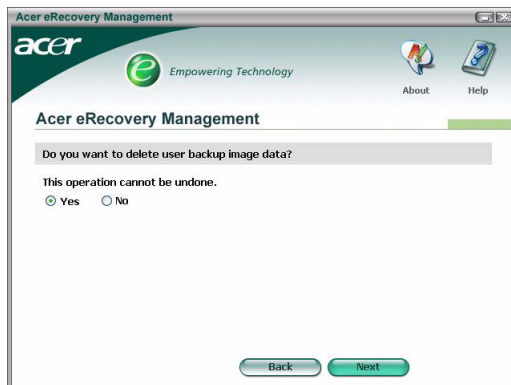 Acer eRecovery Management
acer
e Empowering Technology
About
Help
Acer eRecovery Management
Do you want to delete user backup image data?
This operation cannot be undone.
Yes No
Back Next